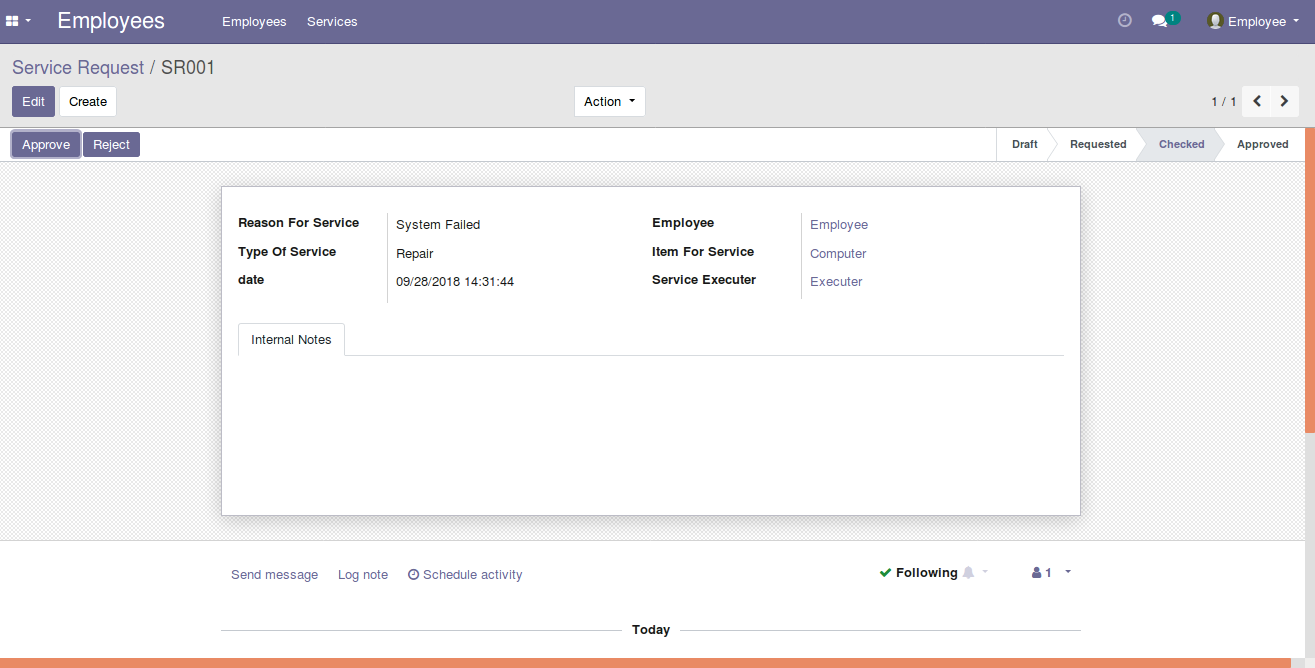 Employees Employees Services 1 Employee
Service Request / SR001
Edit Create Action 1 / 1
Approve Reject Draft Requested Checked Approved
Reason For Service System Failed Employee Employee
Type Of Service Repair Item For Service Computer
date 09/28/2018 14:31:44 Service Executer Executer
Internal Notes
Send message Log note Schedule activity Following 1
Today